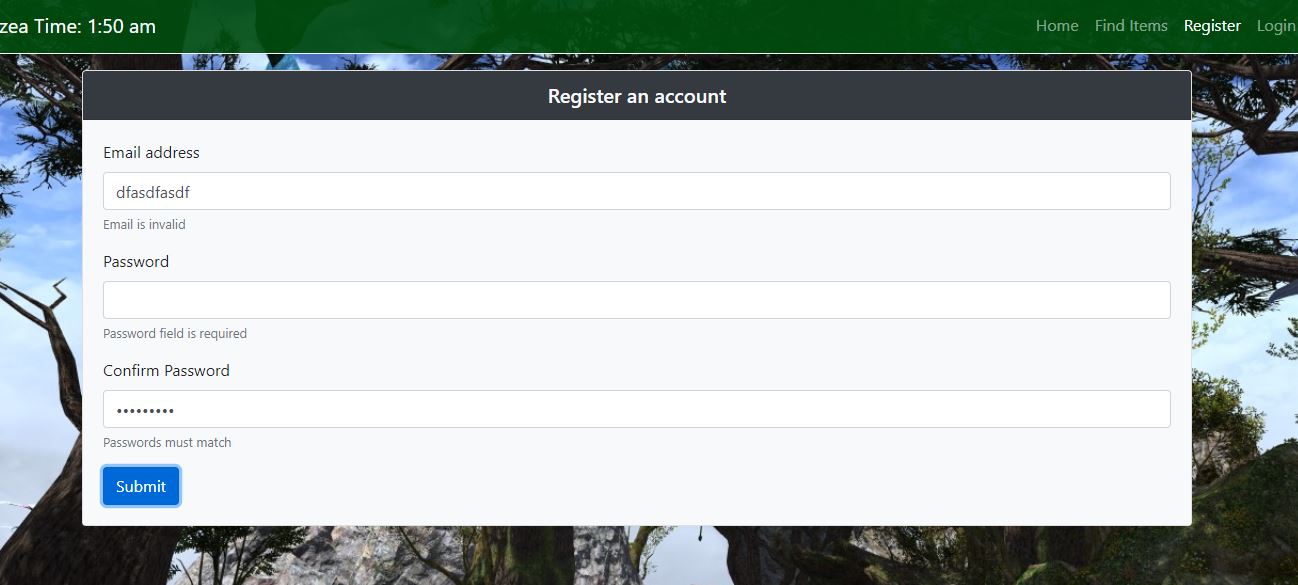 zea Time: 1:50 am
Home Find Items Register Login
Register an account
Email address
dfasdfasdf
Email is invalid
Password
Password field is required
Confirm Password
•••••••••
Passwords must match
Submit